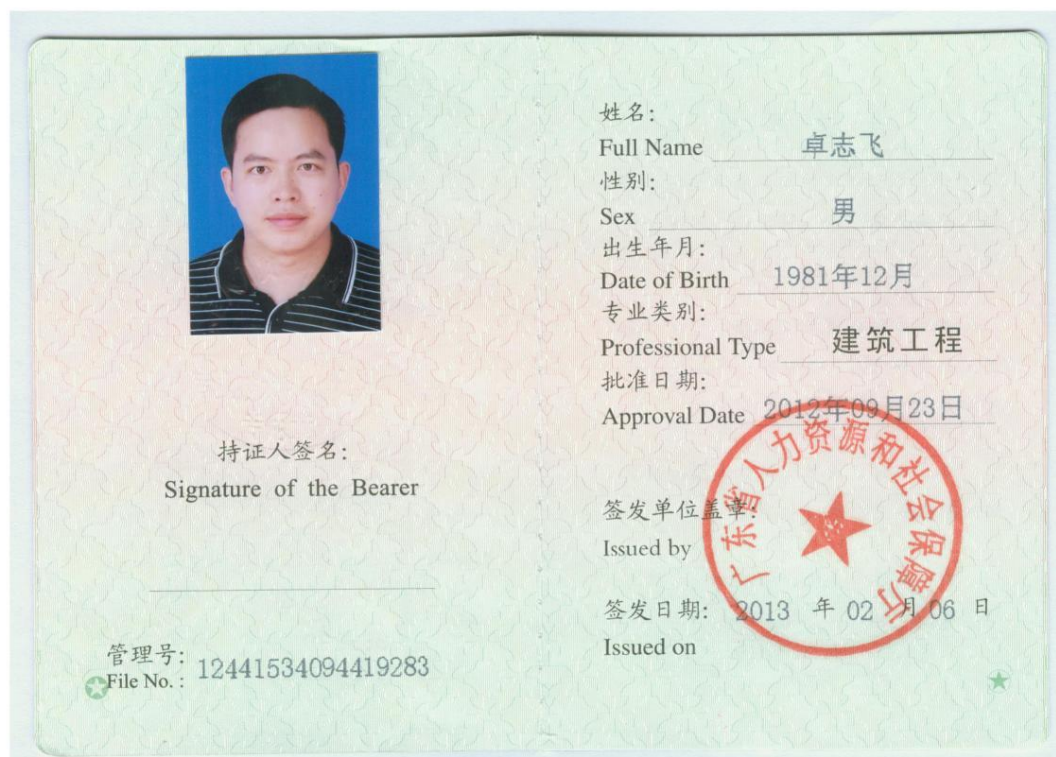 持证人签名:
Signature of the Bearer
管理号:
File No. : 12441534094419283
姓名:
Full Name 卓志飞
性别:
Sex 男
出生年月:
Date of Birth 1981年12月
专业类别:
Professional Type 建筑工程
批准日期:
Approval Date 2012年09月23日
签发单位盖章:
Issued by
广东省人力资源和社会保障厅
签发日期: 2013 年 02 月 06 日
Issued on